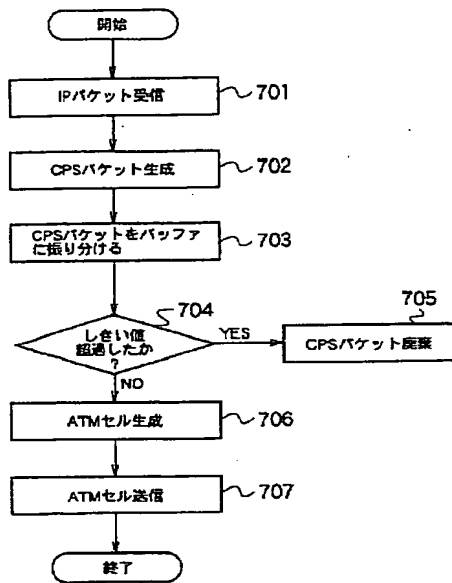 開始
IPパケット受信
701
CPSパケット生成
702
CPSパケットをバッファ
に振り分ける
703
704
しきい値
超過したか
?
YES
705
CPSパケット廃棄
NO
ATMセル生成
706
ATMセル送信
707
終了